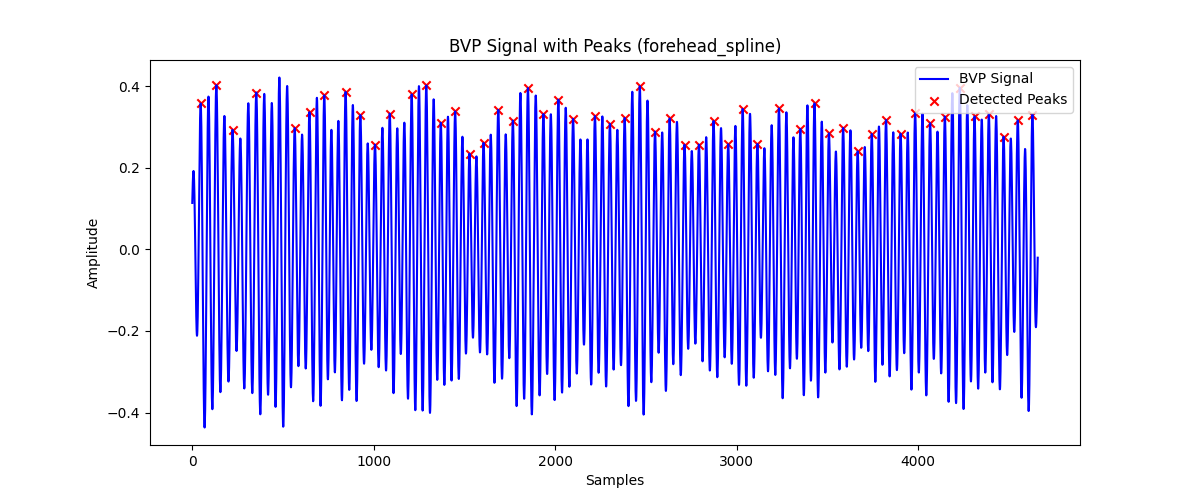 BVP Signal with Peaks (forehead_spline)
BVP Signal
Detected Peaks
Amplitude
0.4
0.2
0.0
−0.2
−0.4
0 1000 2000 3000 4000
Samples